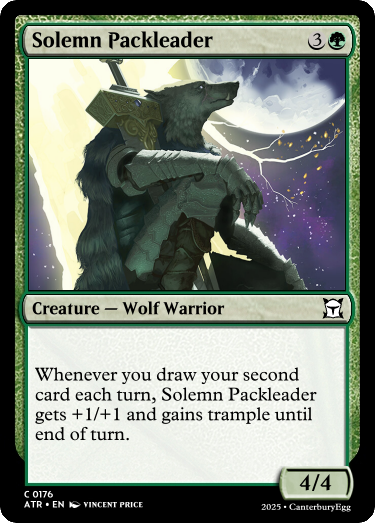 Solemn Packleader 3
Creature — Wolf Warrior
Whenever you draw your second
card each turn, Solemn Packleader
gets +1/+1 and gains trample until
end of turn.
4/4
C 0176
ATR • EN VINCENT PRICE
2025 • CanterburyEgg